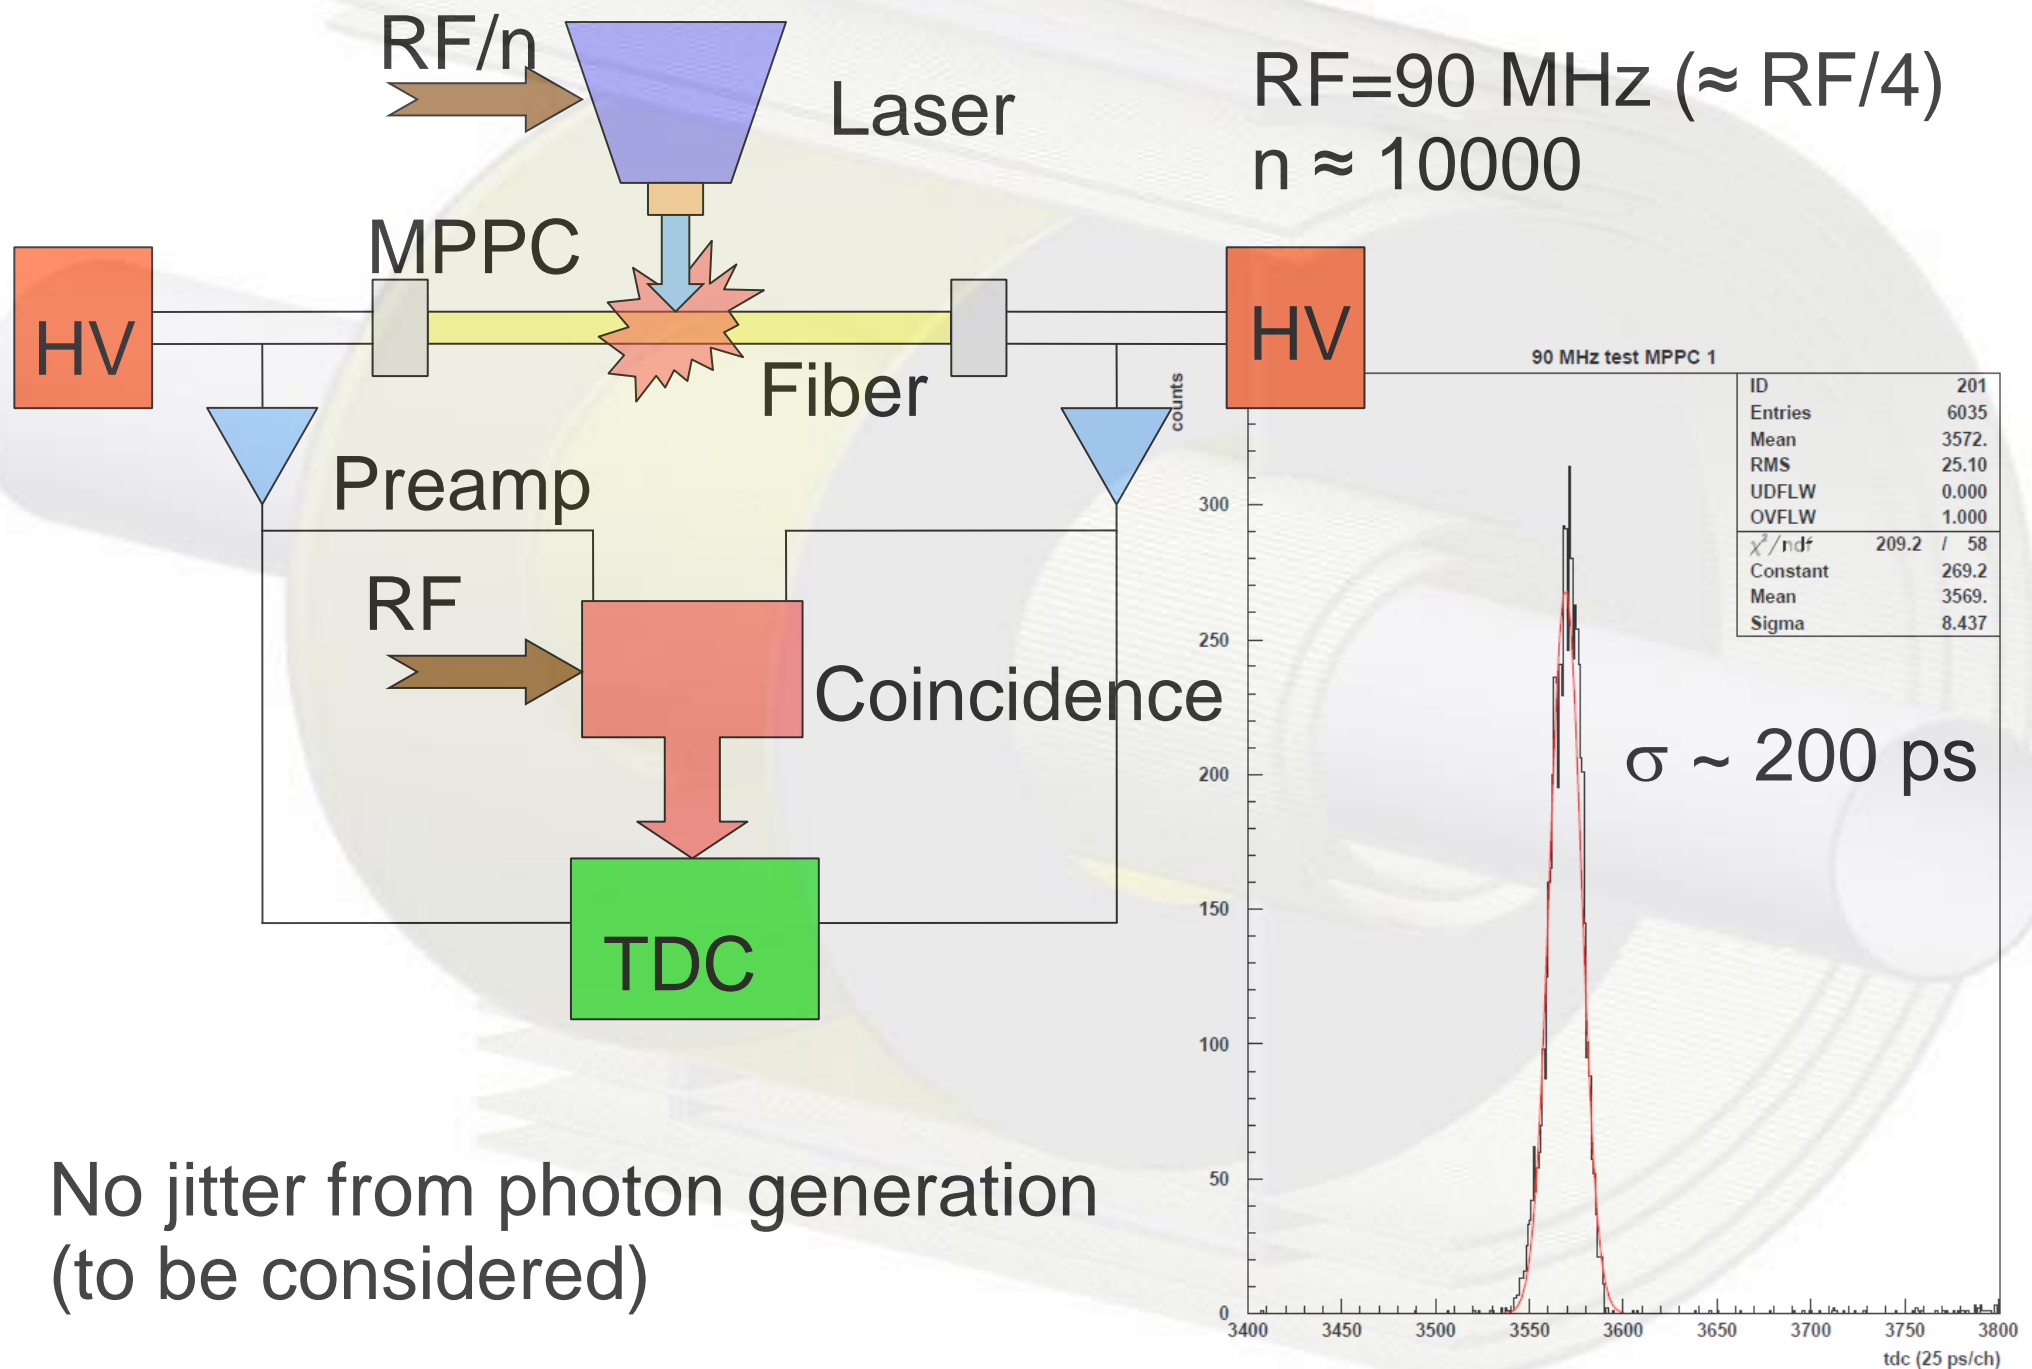 RF/n
Laser
RF=90 MHz (≈ RF/4)
n ≈ 10000
MPPC
HV
HV
Fiber
Preamp
RF
Coincidence
TDC
No jitter from photon generation
(to be considered)
90 MHz test MPPC 1
counts
ID 201
Entries 6035
Mean 3572.
RMS 25.10
UDFLW 0.000
OVFLW 1.000
χ²/ndf 209.2 / 58
Constant 269.2
Mean 3569.
Sigma 8.437
σ ~ 200 ps
300
250
200
150
100
50
0
3400 3450 3500 3550 3600 3650 3700 3750 3800
tdc (25 ps/ch)